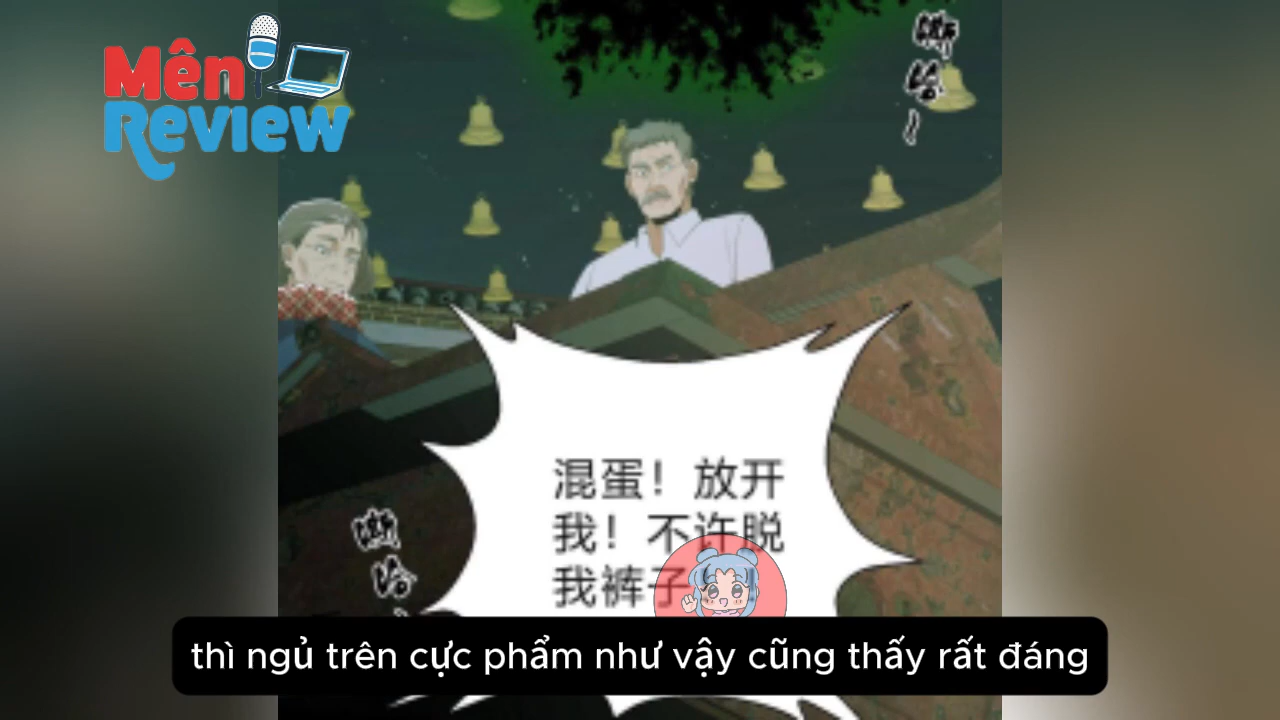 Mên
Review
混蛋！放开
我！不许脱
我裤子
thì ngủ trên cực phẩm như vậy cũng thấy rất đáng